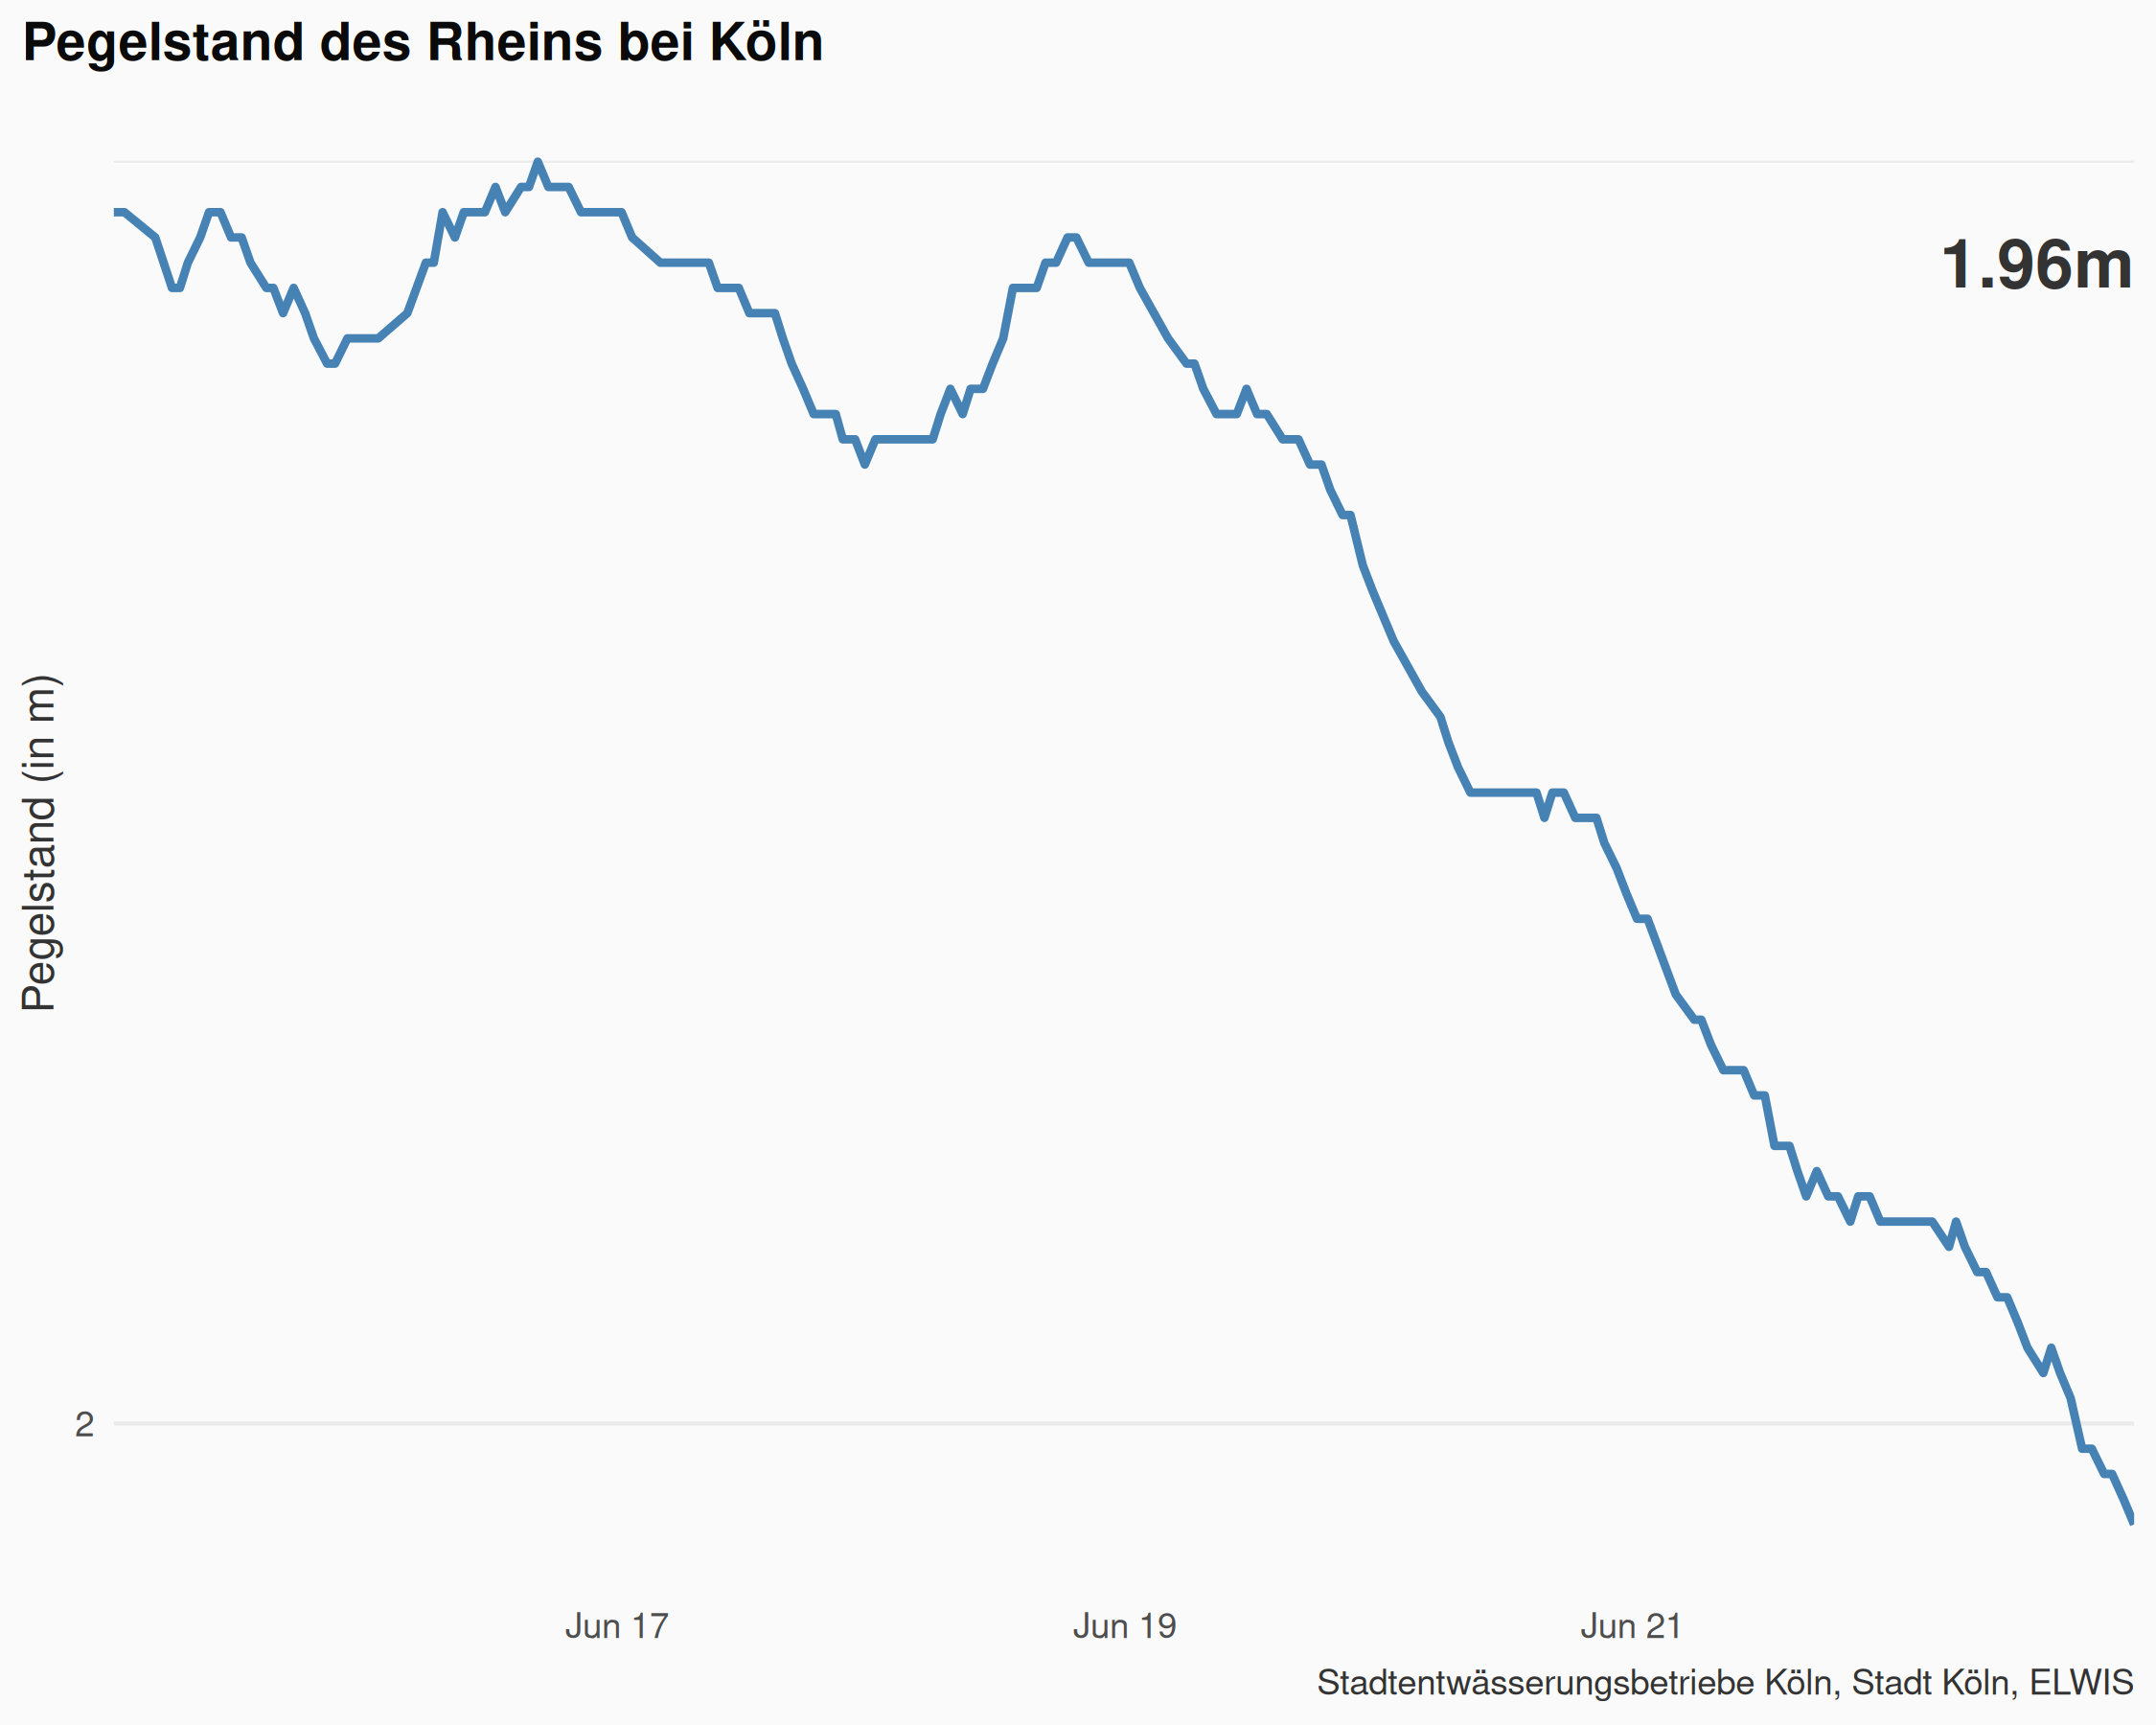 Pegelstand des Rheins bei Köln
1.96m
Pegelstand (in m)
2
Jun 17
Jun 19
Jun 21
Stadtentwässerungsbetriebe Köln, Stadt Köln, ELWIS